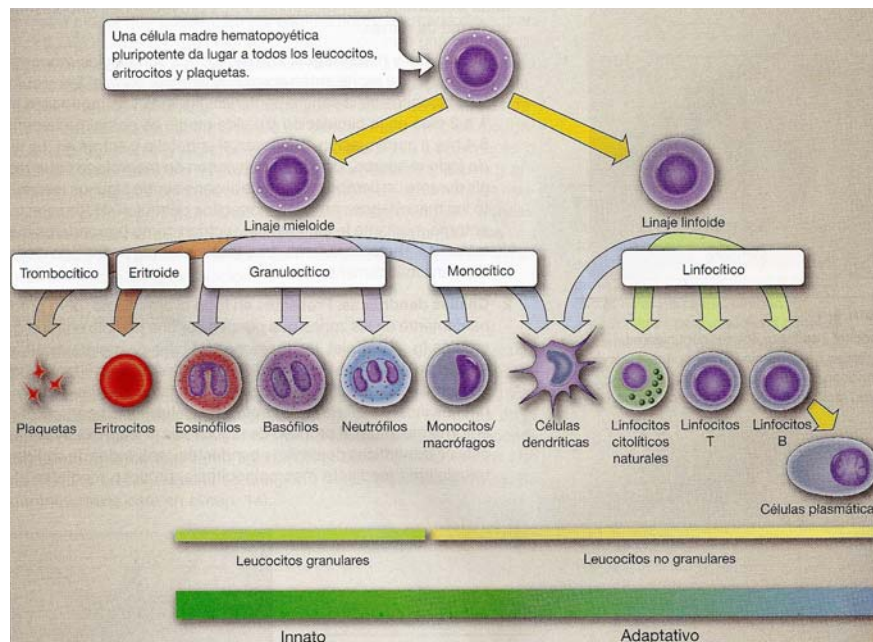 Una célula madre hematopoyética
pluripotente da lugar a todos los leucocitos,
eritrocitos y plaquetas.
Linaje mieloide
Linaje linfoide
Trombocítico
Eritroide
Granulocítico
Monocítico
Linfocítico
Plaquetas
Eritrocitos
Eosinófilos
Basófilos
Neutrófilos
Monocitos/
macrófagos
Células
dendríticas
Linfocitos
citolíticos
naturales
Linfocitos
T
Linfocitos
B
Células plasmática
Leucocitos granulares
Leucocitos no granulares
Innato
Adaptativo